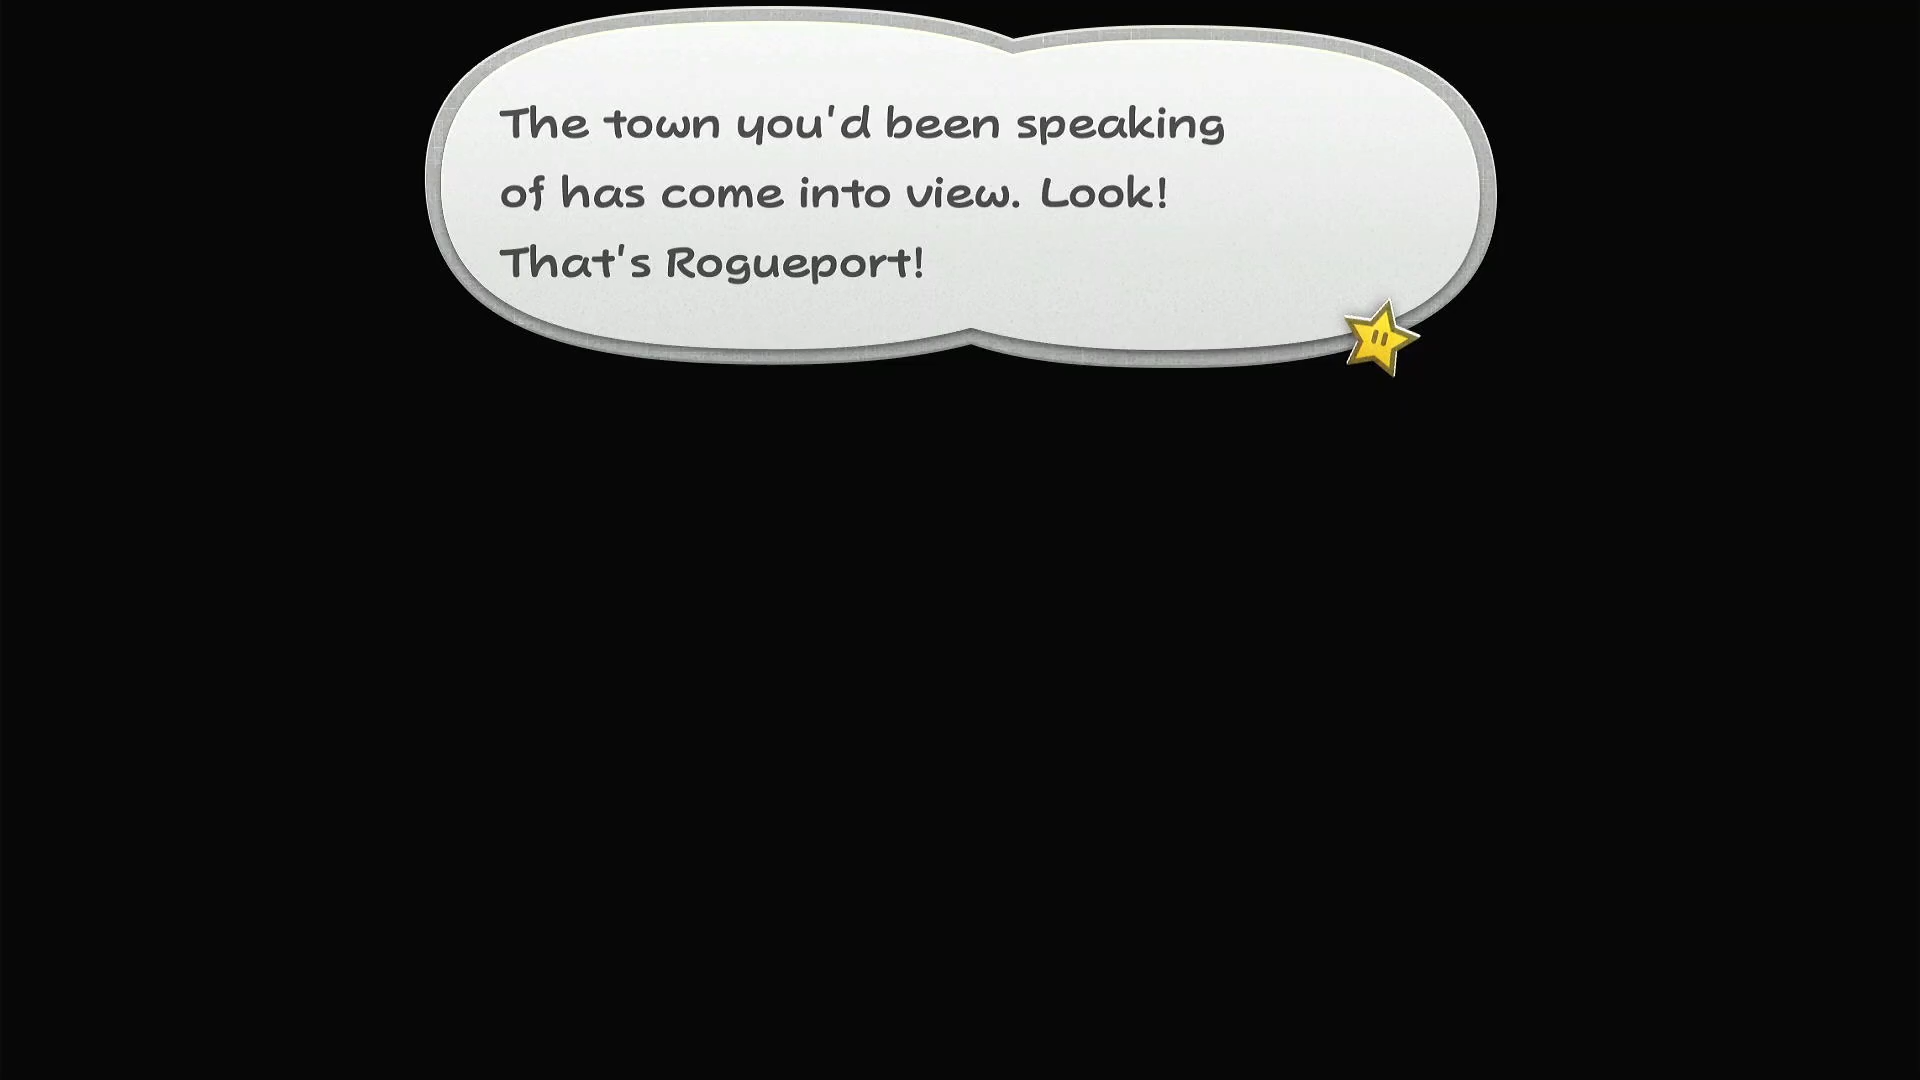 The town you'd been speaking
of has come into view. Look!
That's Rogueport!